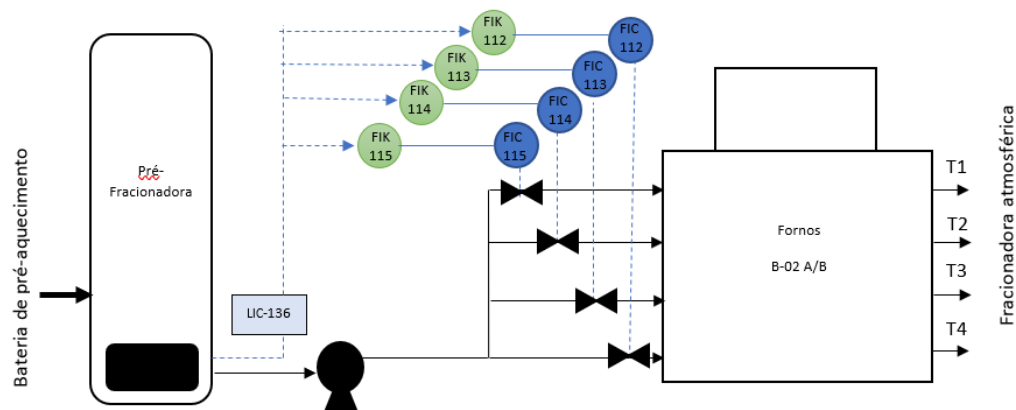 FIK
112
FIC
112
FIK
113
FIC
113
FIK
114
FIC
114
FIK
115
FIC
115
Bateria de pré-aquecimento
Pré-
Fracionadora
LIC-136
Fornos
B-02 A/B
T1
T2
T3
T4
Fracionadora atmosférica